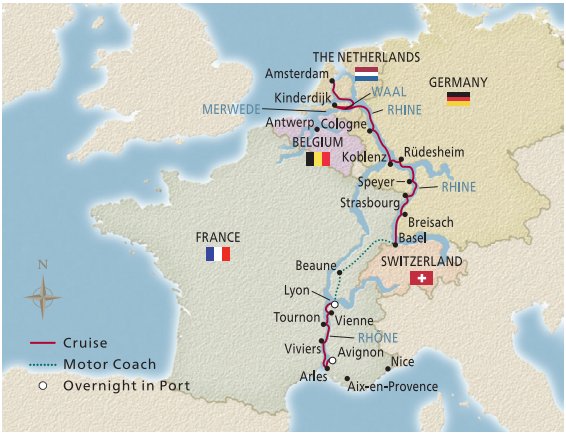 THE NETHERLANDS
Amsterdam
GERMANY
Kinderdijk
WAAL
MERWEDE
RHINE
Antwerp
Cologne
BELGIUM
Koblenz
Rüdesheim
Speyer
RHINE
Strasbourg
Breisach
FRANCE
Basel
SWITZERLAND
Beaune
N
Lyon
Tournon
Vienne
RHÔNE
Cruise
Viviers
Avignon
Motor Coach
Nice
Arles
Overnight in Port
Aix-en-Provence